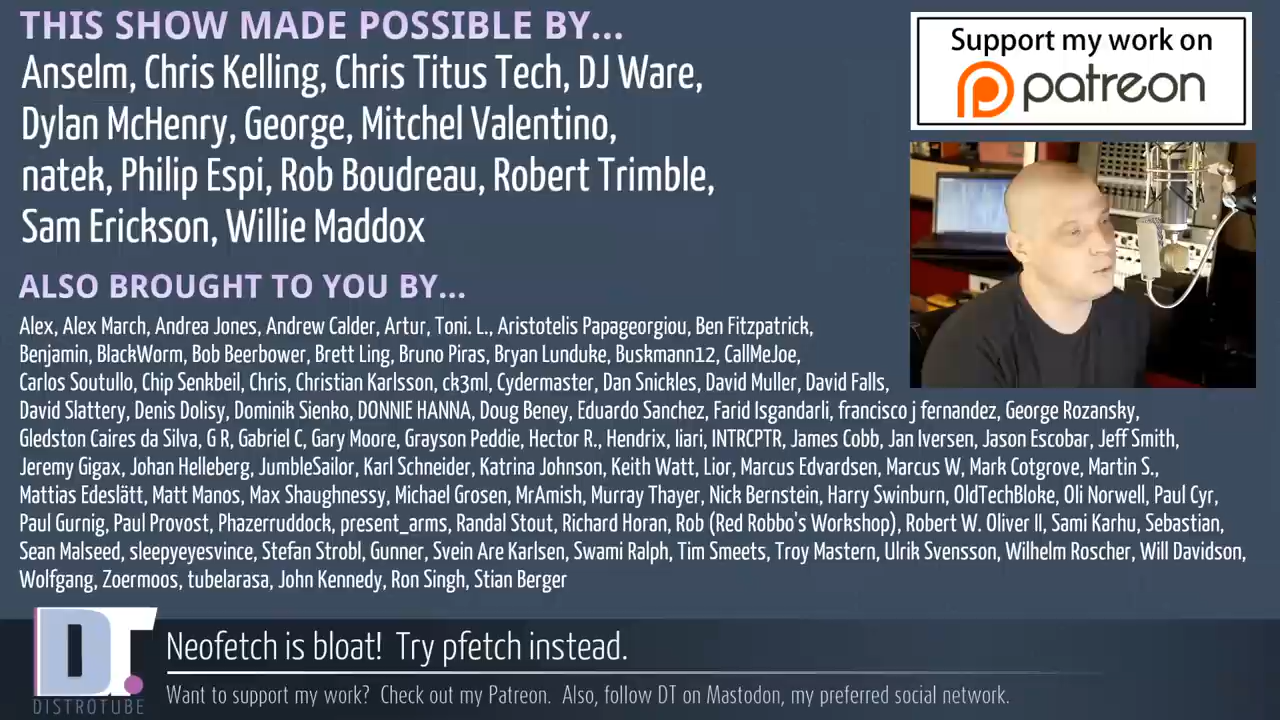 THIS SHOW MADE POSSIBLE BY...
Anselm, Chris Kelling, Chris Titus Tech, DJ Ware,
Dylan McHenry, George, Mitchel Valentino,
natek, Philip Espi, Rob Boudreau, Robert Trimble,
Sam Erickson, Willie Maddox
Support my work on
patreon
ALSO BROUGHT TO YOU BY...
Alex, Alex March, Andrea Jones, Andrew Calder, Artur, Toni. L., Aristotelis Papageorgiou, Ben Fitzpatrick,
Benjamin, BlackWorm, Bob Beerbower, Brett Ling, Bruno Piras, Bryan Lunduke, Buskmann12, CallMeJoe,
Carlos Soutullo, Chip Senkbeil, Chris, Christian Karlsson, ck3ml, Cydermaster, Dan Snickles, David Muller, David Falls,
David Slattery, Denis Dolisy, Dominik Sienko, DONNIE HANNA, Doug Beney, Eduardo Sanchez, Farid Isgandarli, francisco j fernandez, George Rozansky,
Gledston Caires da Silva, G R, Gabriel C, Gary Moore, Grayson Peddie, Hector R., Hendrix, Iiari, INTRCPTR, James Cobb, Jan Iversen, Jason Escobar, Jeff Smith,
Jeremy Gigax, Johan Helleberg, JumbleSailor, Karl Schneider, Katrina Johnson, Keith Watt, Lior, Marcus Edvardsen, Marcus W, Mark Cotgrove, Martin S.,
Mattias Edeslätt, Matt Manos, Max Shaughnessy, Michael Grosen, MrAmish, Murray Thayer, Nick Bernstein, Harry Swinburn, OldTechBloke, Oli Norwell, Paul Cyr,
Paul Gurnig, Paul Provost, Phazerruddock, present_arms, Randal Stout, Richard Horan, Rob (Red Robbo's Workshop), Robert W. Oliver II, Sami Karhu, Sebastian,
Sean Malseed, sleepyeyesvince, Stefan Strobl, Gunner, Svein Are Karlsen, Swami Ralph, Tim Smeets, Troy Mastern, Ulrik Svensson, Wilhelm Roscher, Will Davidson,
Wolfgang, Zoermoos, tubelarasa, John Kennedy, Ron Singh, Stian Berger
DT
DISTROTUBE
Neofetch is bloat! Try pfetch instead.
Want to support my work? Check out my Patreon. Also, follow DT on Mastodon, my preferred social network.